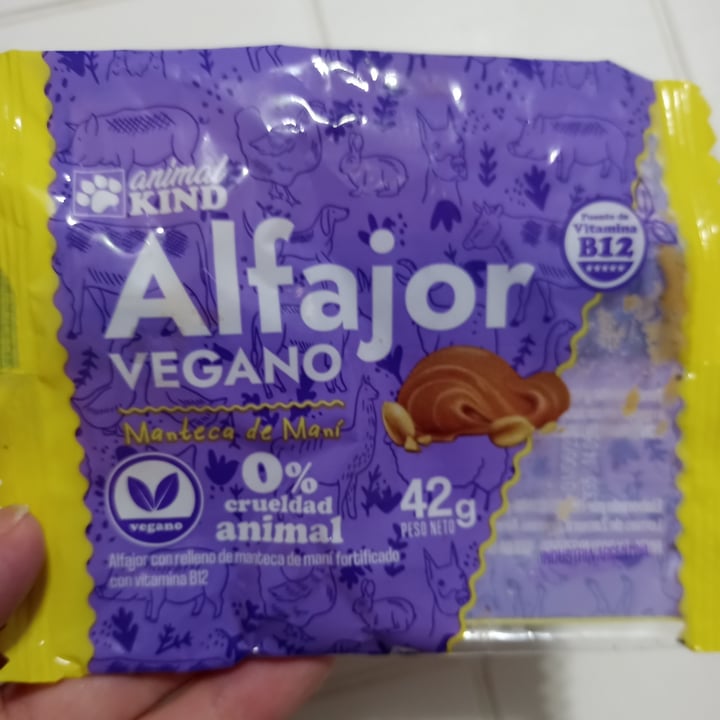 animal
KIND
Fuente de
Vitamina
B12
Alfajor
VEGANO
Manteca de Maní
vegano
0%
crueldad
animal
42g
PESO NETO
Alfajor con relleno de manteca de maní fortificado
con vitamina B12